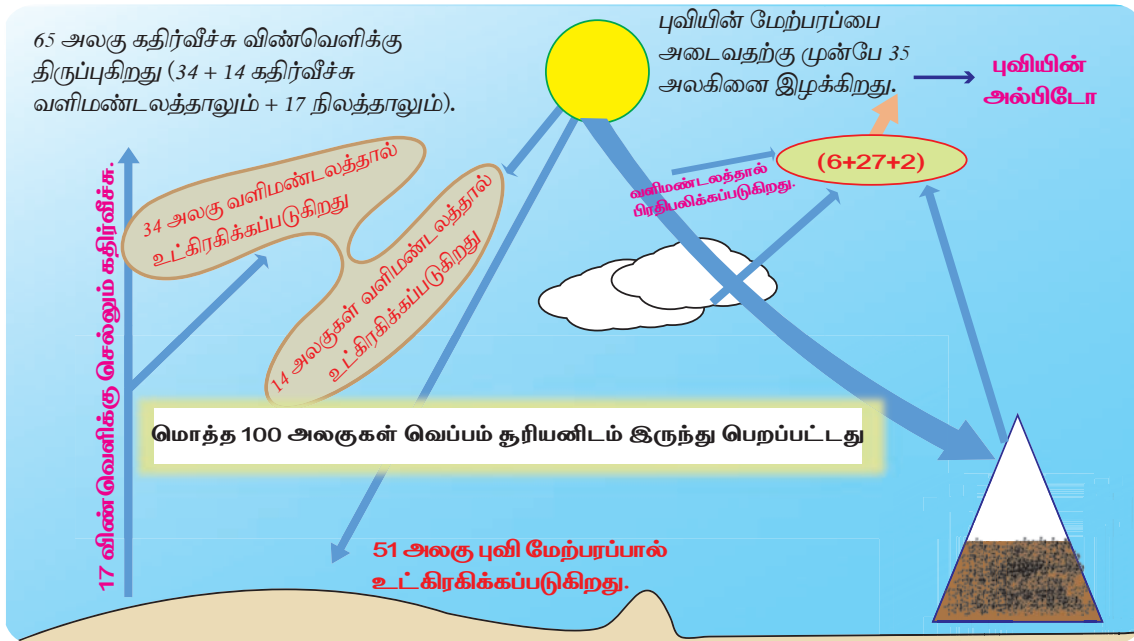 65 அலகு கதிர்வீச்சு விண்வெளிக்கு
திருப்புகிறது (34 + 14 கதிர்வீச்சு
வளிமண்டலத்தாலும் + 17 நிலத்தாலும்).
புவியின் மேற்பரப்பை
அடைவதற்கு முன்பே 35
அலகினை இழக்கிறது.
புவியின்
அல்பிடோ
(6+27+2)
வளிமண்டலத்தால்
பிரதிபலிக்கப்படுகிறது.
34 அலகு வளிமண்டலத்தால்
உட்கிரகிக்கப்படுகிறது
14 அலகுகள் வளிமண்டலத்தால்
உட்கிரகிக்கப்படுகிறது
17 விண்வெளிக்கு செல்லும் கதிர்வீச்சு.
மொத்த 100 அலகுகள் வெப்பம் சூரியனிடம் இருந்து பெறப்பட்டது
51 அலகு புவி மேற்பரப்பால்
உட்கிரகிக்கப்படுகிறது.